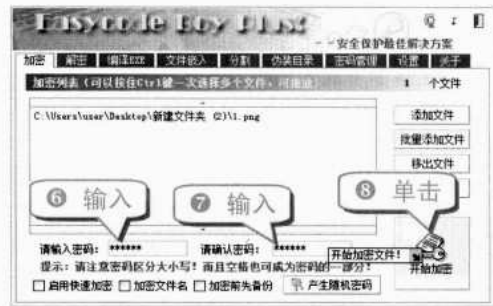 Easycode Boy Plus!
--安全保护最佳解决方案
加密 解密 编译EXE 文件嵌入 分割 伪装目录 密码管理 设置 关于
加密列表（可以按住Ctrl键一次选择多个文件，可拖放） 1 个文件
C:\Users\user\Desktop\新建文件夹 (2)\1.png
添加文件
批量添加文件
移出文件
⑥ 输入
⑦ 输入
⑧ 单击
请输入密码： ******
请确认密码： ******
开始加密文件！
提示：请注意密码区分大小写！而且空格也可成为密码的一部分！
开始加密
启用快速加密 加密文件名 加密前先备份 产生随机密码